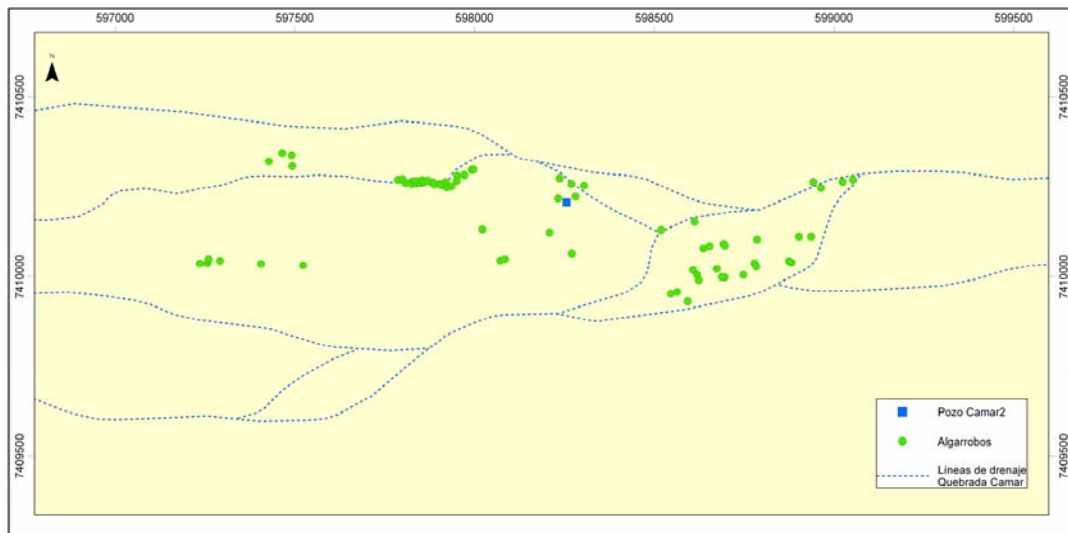 597000 597500 598000 598500 599000 599500
N
7410500 7410500
7410000 7410000
7409500 7409500
Pozo Camar2
Algarrobos
Líneas de drenaje
Quebrada Camar